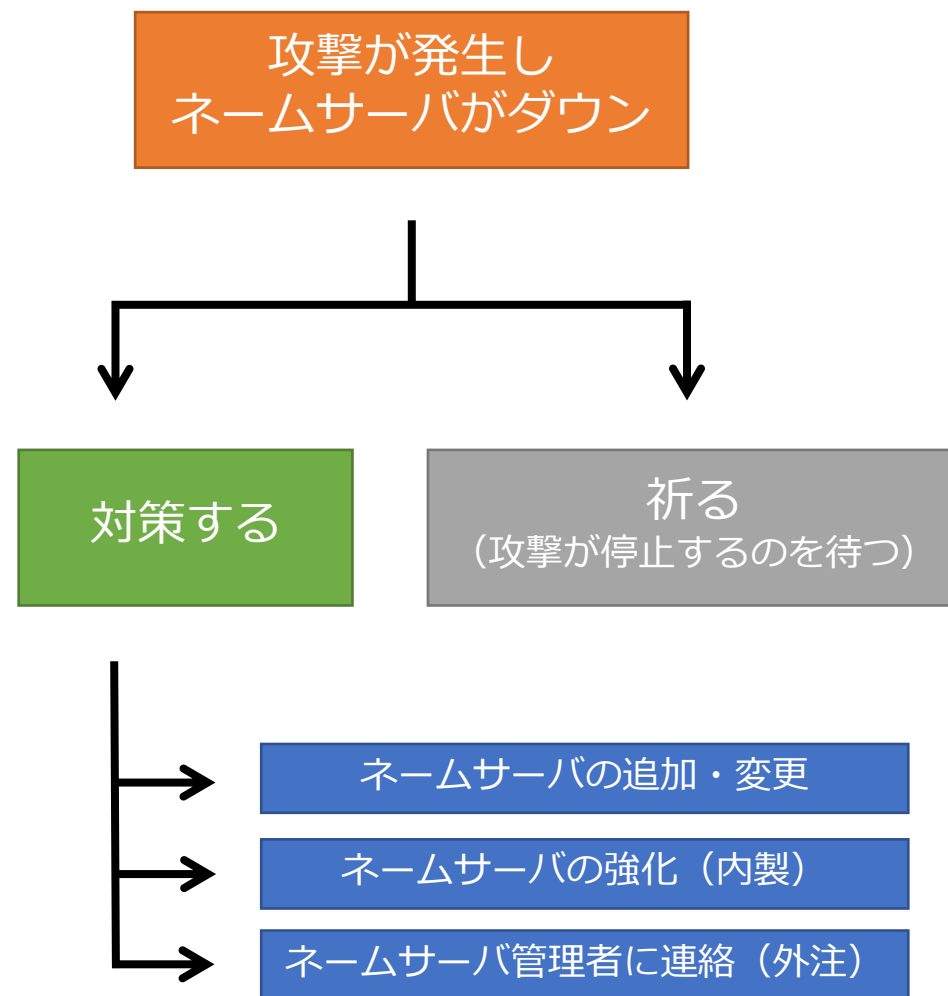 攻撃が発生し
ネームサーバがダウン
対策する
祈る
（攻撃が停止するのを待つ）
ネームサーバの追加・変更
ネームサーバの強化（内製）
ネームサーバ管理者に連絡（外注）